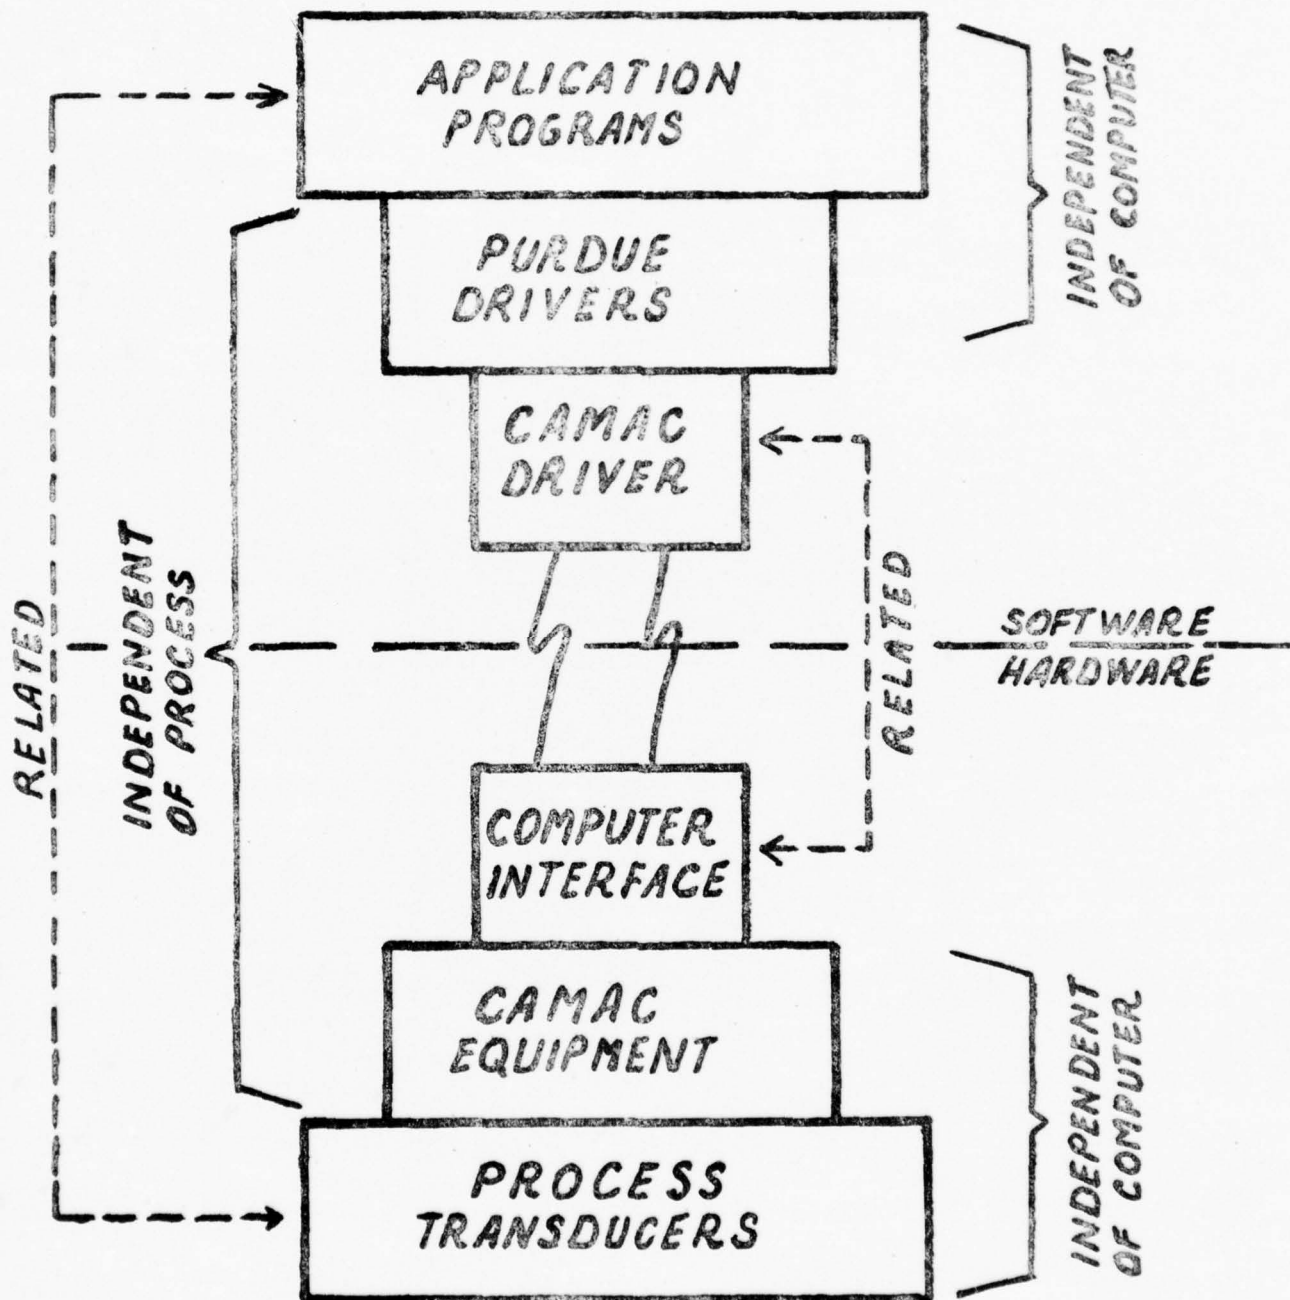 APPLICATION
PROGRAMS
INDEPENDENT
OF COMPUTER
PURDUE
DRIVERS
CAMAC
DRIVER
RELATED
INDEPENDENT
OF PROCESS
RELATED
SOFTWARE
HARDWARE
COMPUTER
INTERFACE
CAMAC
EQUIPMENT
INDEPENDENT
OF COMPUTER
PROCESS
TRANSDUCERS